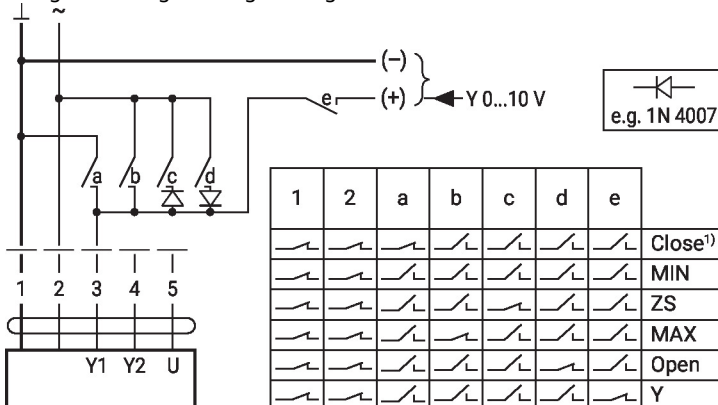 ⊥ ~
(–)
e (+) Y 0...10 V
e.g. 1N 4007
a b c d
1 2 a b c d e
Close¹⁾
MIN
ZS
MAX
Open
Y
1 2 3 4 5
Y1 Y2 U